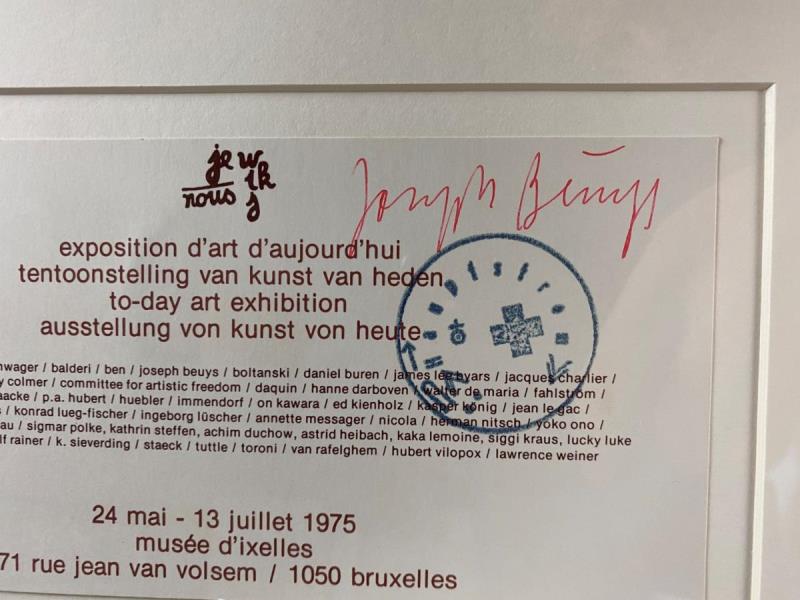 je w
nous ik
j
Joseph Beuys
exposition d'art d'aujourd'hui
tentoonstelling van kunst van heden
to-day art exhibition
ausstellung von kunst von heute
Hauptstrom
nwager / balderi / ben / joseph beuys / boltanski / daniel buren / james lee byars / jacques charlier /
y colmer / committee for artistic freedom / daquin / hanne darboven / walter de maria / fahlström /
aacke / p.a. hubert / huebler / immendorf / on kawara / ed kienholz / kasper könig / jean le gac /
s / konrad lueg-fischer / ingeborg lüscher / annette messager / nicola / herman nitsch / yoko ono /
au / sigmar polke, kathrin steffen, achim duchow, astrid heibach, kaka lemoine, siggi kraus, lucky luke
lf rainer / k. sieverding / staeck / tuttle / toroni / van rafelghem / hubert vilopox / lawrence weiner
24 mai - 13 juillet 1975
musée d'ixelles
71 rue jean van volsem / 1050 bruxelles